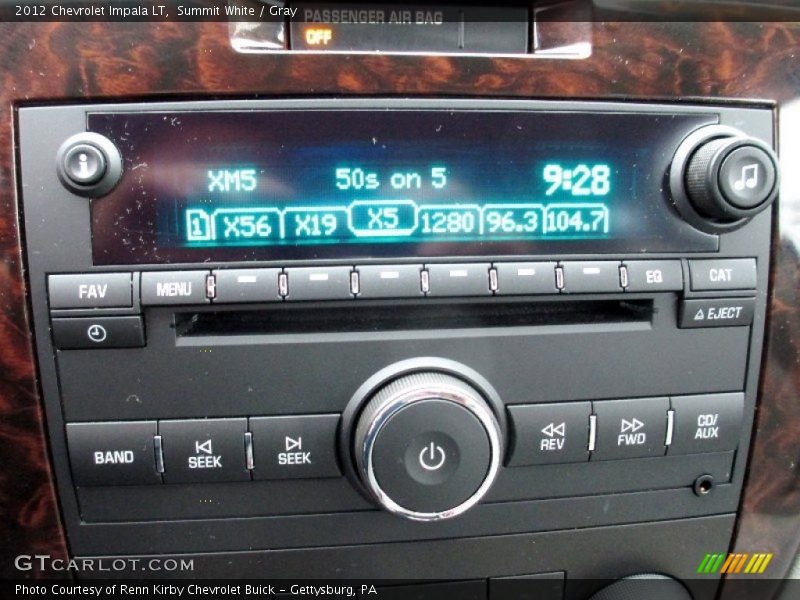 2012 Chevrolet Impala LT, Summit White / Gray
PASSENGER AIR BAG
OFF
XM5 50s on 5 9:28
1 X56 X19 X5 1280 96.3 104.7
FAV MENU EQ CAT
EJECT
BAND SEEK SEEK REV FWD CD/
AUX
GTCARLOT.COM
Photo Courtesy of Renn Kirby Chevrolet Buick - Gettysburg, PA